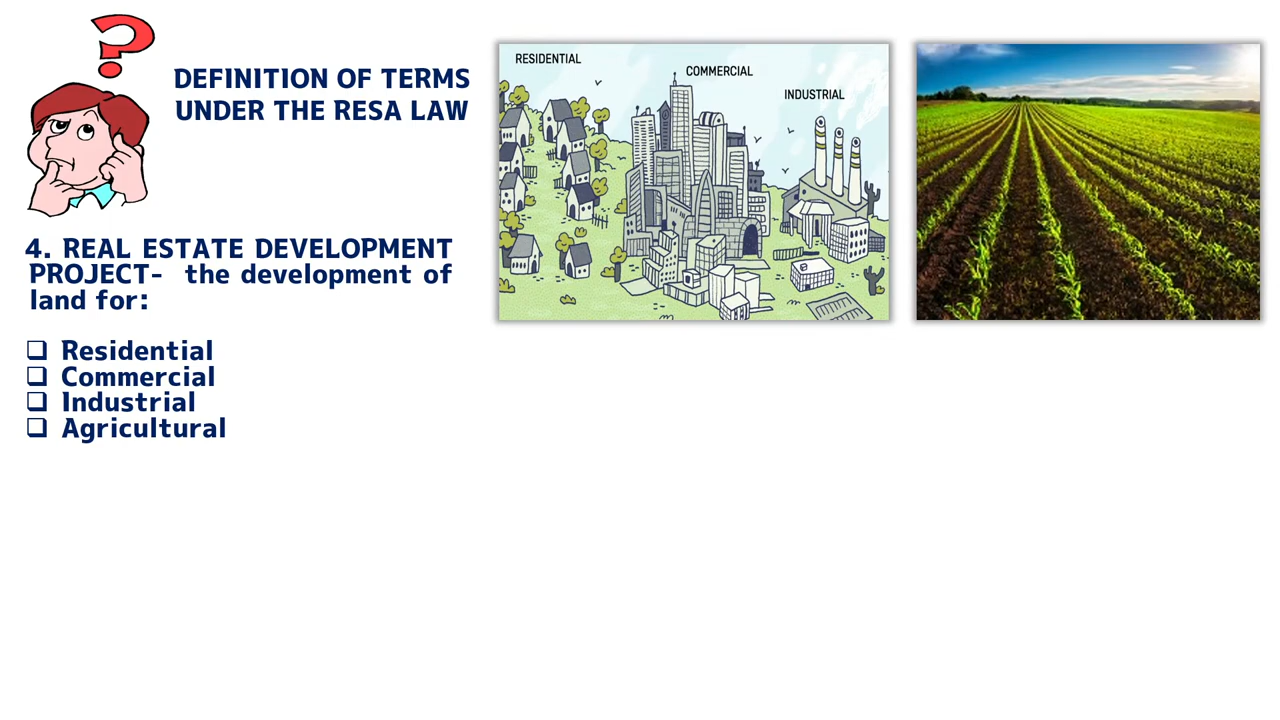 DEFINITION OF TERMS
UNDER THE RESA LAW
RESIDENTIAL
COMMERCIAL
INDUSTRIAL
4. REAL ESTATE DEVELOPMENT
PROJECT- the development of
land for:
❑ Residential
❑ Commercial
❑ Industrial
❑ Agricultural